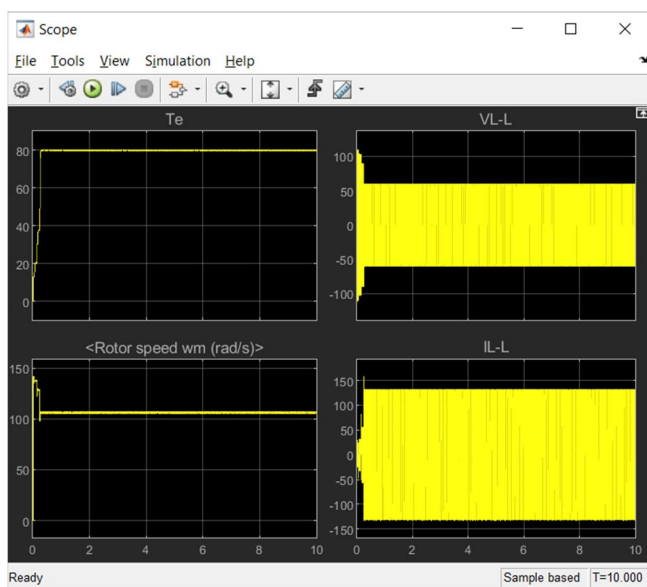 Scope
File Tools View Simulation Help
Te
80
60
40
20
0
VL-L
100
50
0
-50
-100
<Rotor speed wm (rad/s)>
150
100
50
0
0 2 4 6 8 10
IL-L
150
100
50
0
-50
-100
-150
0 2 4 6 8 10
Ready Sample based T=10.000